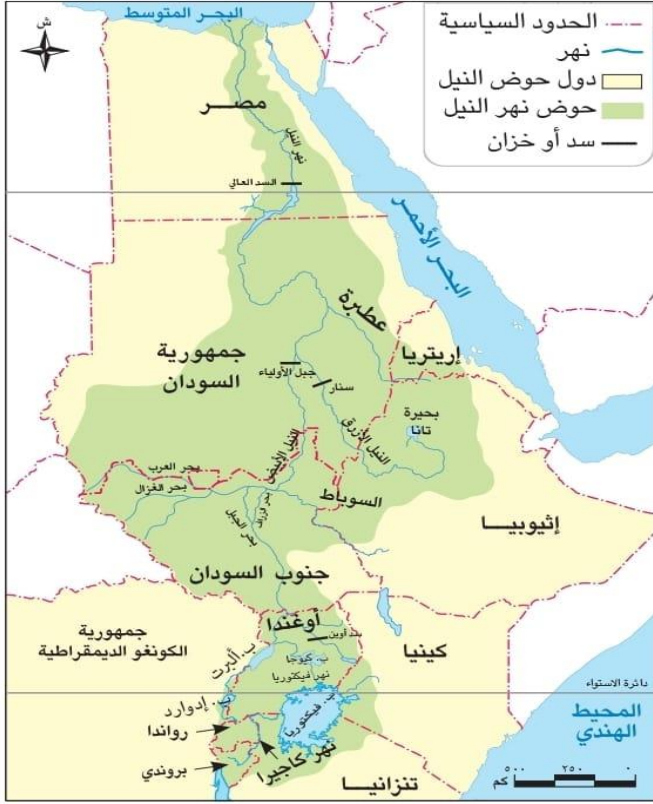 البحر المتوسط
الحدود السياسية
نهر
دول حوض النيل
حوض نهر النيل
سد أو خزان
ش
مصر
نهر النيل
السد العالي
البحر الأحمر
عطبرة
إريتريا
جمهورية
السودان
جبل الأولياء
سنار
بحيرة
تانا
النيل الأزرق
النيل الأبيض
بحر العرب
بحر الغزال
السوباط
بحر الزراف
بحر الجبل
إثيوبيا
جنوب السودان
أوغندا
سد أوين
جمهورية
الكونغو الديمقراطية
ب. ألبرت
ب. كيوجا
نهر فيكتوريا
كينيا
دائرة الاستواء
ب. إدوارد
ب. فيكتوريا
المحيط
الهندي
رواندا
نهر كاجيرا
بروندي
تنزانيا
٥٠٠ ٢٥٠ ٠
كم